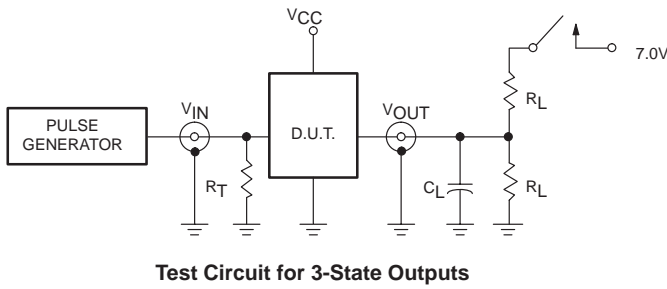 VCC
7.0V
RL
PULSE
GENERATOR
VIN
D.U.T.
VOUT
RT
CL
RL
Test Circuit for 3-State Outputs